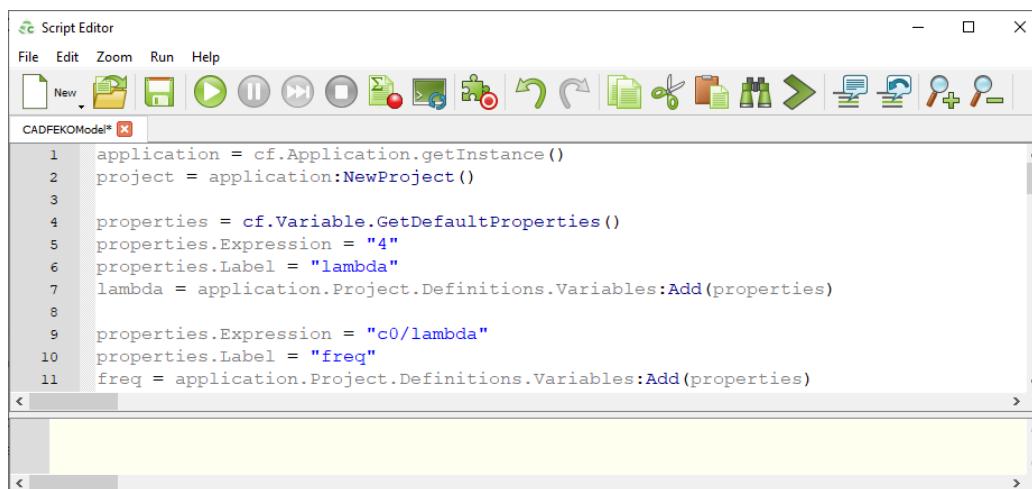 Script Editor
File Edit Zoom Run Help
New
CADFEKOModel*
1 application = cf.Application.getInstance()
2 project = application:NewProject()
3
4 properties = cf.Variable.GetDefaultProperties()
5 properties.Expression = "4"
6 properties.Label = "lambda"
7 lambda = application.Project.Definitions.Variables:Add(properties)
8
9 properties.Expression = "c0/lambda"
10 properties.Label = "freq"
11 freq = application.Project.Definitions.Variables:Add(properties)